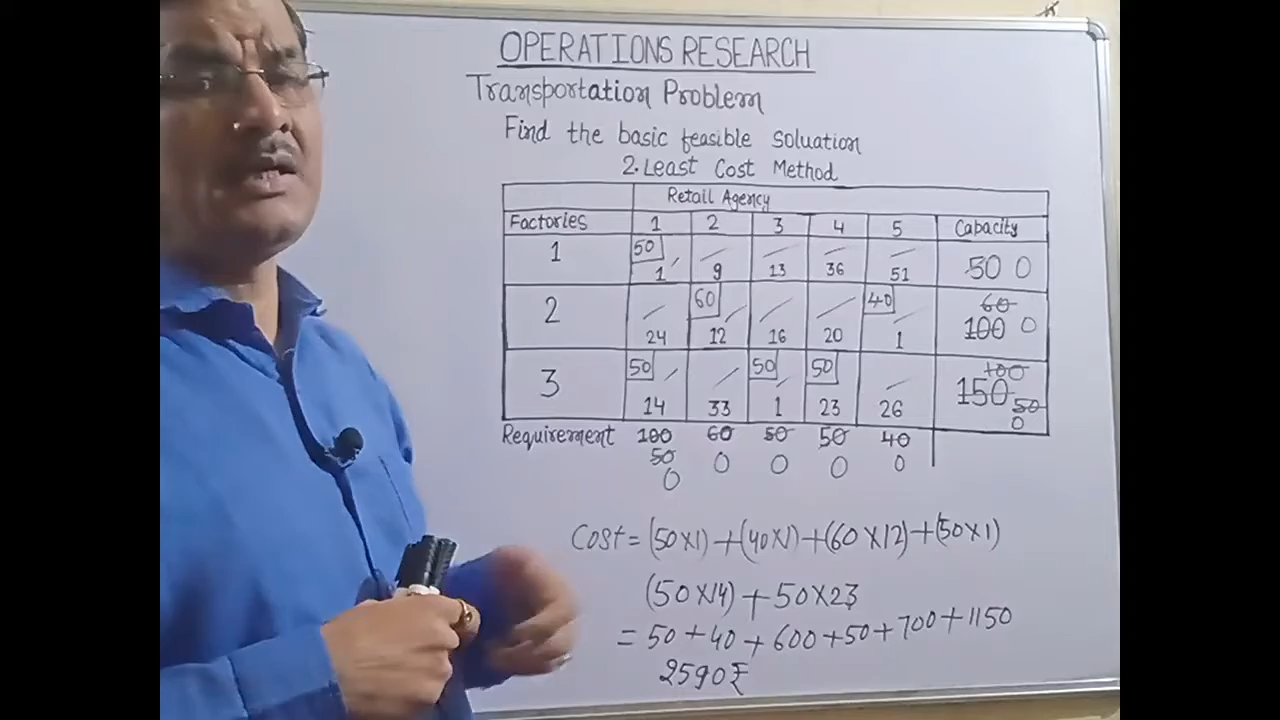 OPERATIONS RESEARCH
Transportation Problem
Find the basic feasible soluation
2. Least Cost Method
Retail Agency
Factories 1 2 3 4 5 Capacity
50
1 1 9 13 36 51 50 0
60 40 60
2 24 12 16 20 1 100 0
50 50 50 100
3 14 33 1 23 26 150 50
0
Requirement 100 60 50 50 40
50 0 0 0 0
0
Cost = (50×1) + (40×1) + (60×12) + (50×1)
(50×14) + 50×23
= 50 + 40 + 600 + 50 + 700 + 1150
2590₹